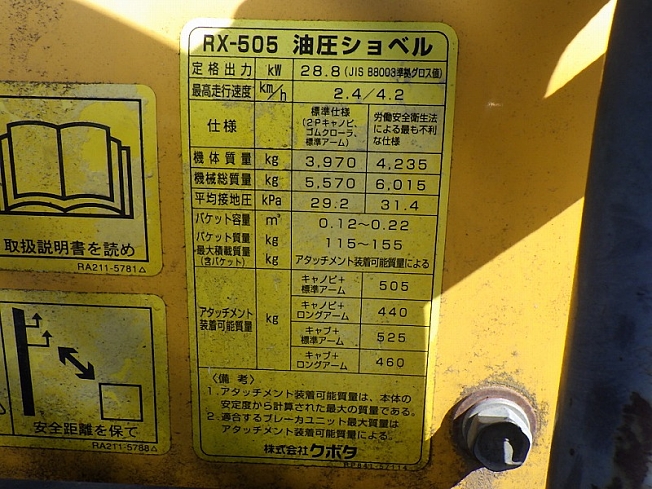 RX-505 油圧ショベル
定格出力 kW 28.8(JIS B8003準拠グロス値)
最高走行速度 km/h 2.4/4.2
仕様 標準仕様(2Pキャノピ、ゴムクローラ、標準アーム) 労働安全衛生法による最も不利な仕様
機体質量 kg 3,970 4,235
機械総質量 kg 5,570 6,015
平均接地圧 kPa 29.2 31.4
バケット容量 m³ 0.12～0.22
バケット質量 kg 115～155
最大積載質量(含バケット) kg アタッチメント装着可能質量による
アタッチメント装着可能質量 kg
キャノピ+標準アーム 505
キャノピ+ロングアーム 440
キャブ+標準アーム 525
キャブ+ロングアーム 460
〈備考〉
1.アタッチメント装着可能質量は、本体の
安定度から計算された最大の質量である。
2.適合するブレーカユニット最大質量は
アタッチメント装着可能質量による。
株式会社クボタ
取扱説明書を読め
RA211-5781
安全距離を保て
RA211-5788